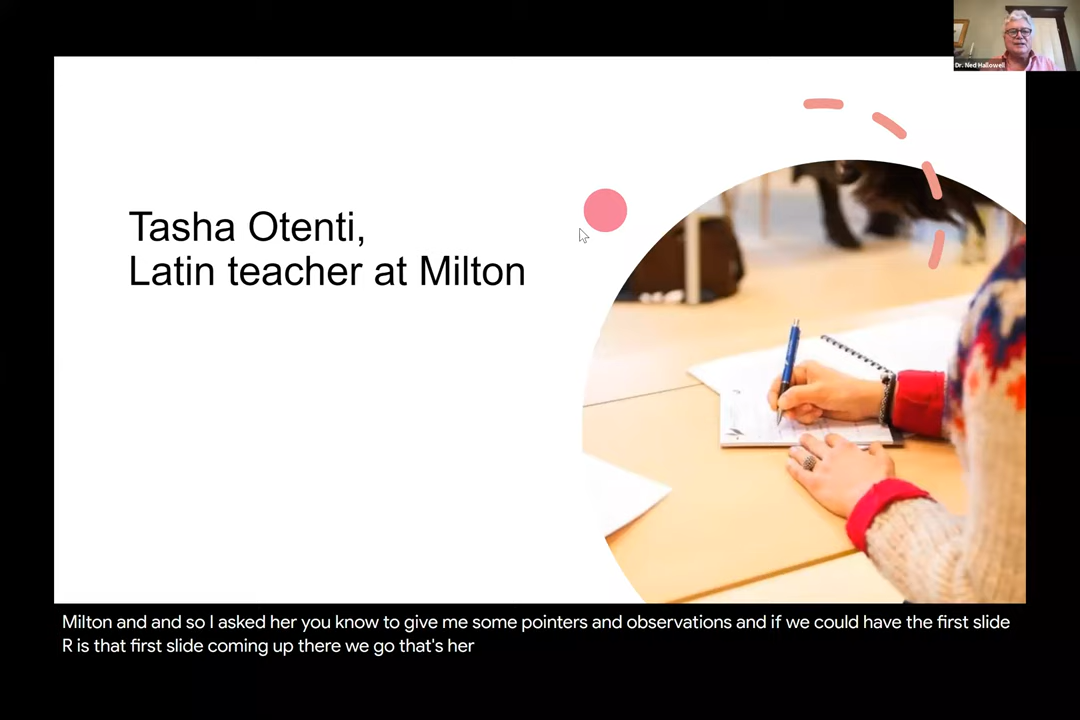 Dr. Ned Hallowell
Tasha Otenti,
Latin teacher at Milton
Milton and and so I asked her you know to give me some pointers and observations and if we could have the first slide
R is that first slide coming up there we go that's her